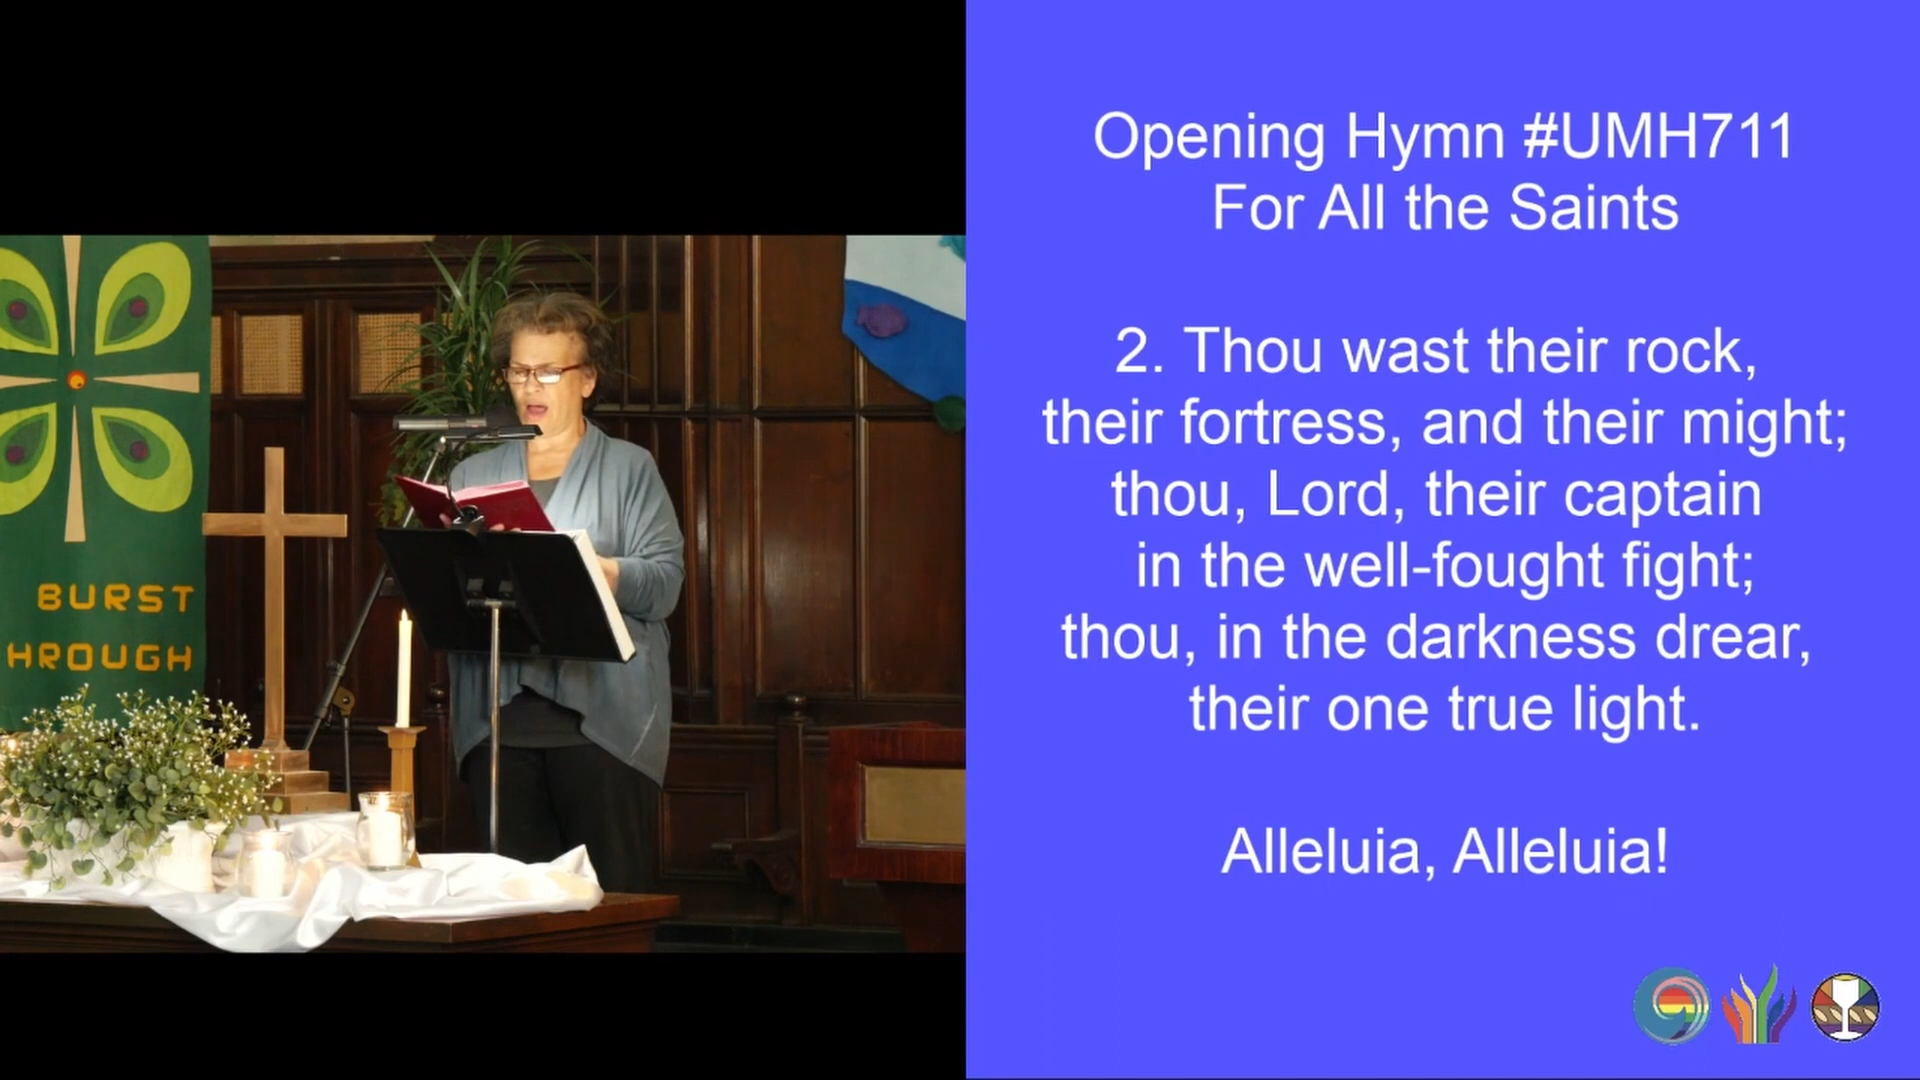 BURST
HROUGH
Opening Hymn #UMH711
For All the Saints
2. Thou wast their rock,
their fortress, and their might;
thou, Lord, their captain
in the well-fought fight;
thou, in the darkness drear,
their one true light.
Alleluia, Alleluia!